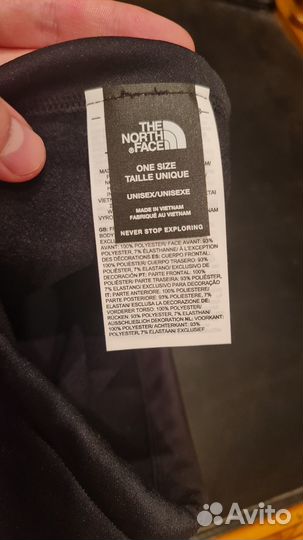 THE
NORTH
FACE
ONE SIZE
TAILLE UNIQUE
UNISEX/UNISEXE
MADE IN VIETNAM
FABRIQUÉ AU VIETNAM
NEVER STOP EXPLORING
AVANT: 100% POLYESTER/ FACE AVANT: 93%
POLYESTER, 7% ÉLASTHANNE/ À L'EXCEPTION
DES DÉCORATIONS ES: CUERPO FRONTAL:
100% POLIÉSTER/ CUERPO TRASERO: 93%
POLIÉSTER, 7% ELASTANO/ EXCLUYENDO
DECORACIÓN PT: PARTE FRONTAL: 100%
POLIÉSTER/ PARTE TRASEIRA: 93% POLIÉSTER,
7% ELASTANO/ EXCETO PARA DECORAÇÃO
IT: PARTE ANTERIORE: 100% POLIESTERE/
PARTE POSTERIORE: 93% POLIESTERE, 7%
ELASTAN/ ESCLUSA LA DECORAZIONE DE:
VORDERER TORSO: 100% POLYESTER/
RÜCKEN: 93% POLYESTER, 7% ELASTHAN/
AUSSCHLIESSLICH DEKORATION NL: VOORKANT:
100% POLYESTER/ ACHTERKANT: 93%
POLYESTER, 7% ELASTAAN/ EXCLUSIEF
Avito